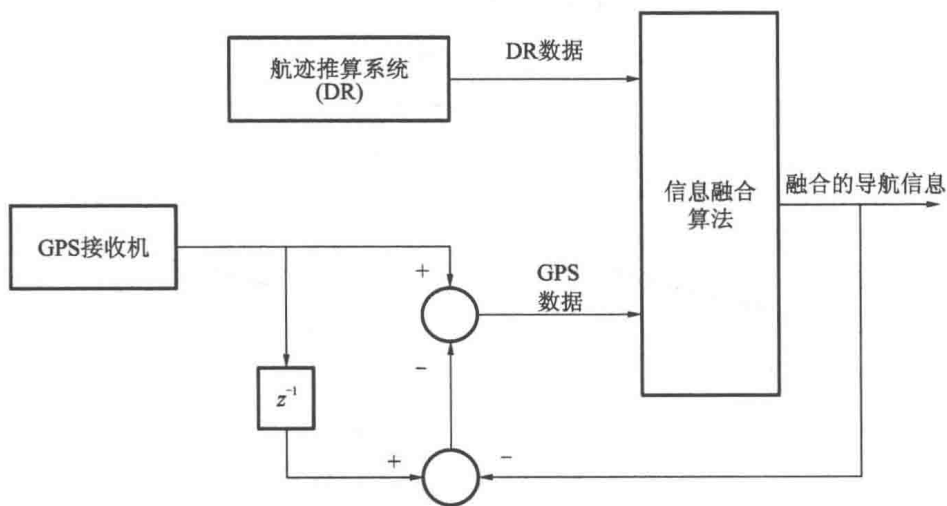 航迹推算系统
(DR)
DR数据
信息融合
算法
融合的导航信息
GPS接收机
+
GPS
数据
−
z⁻¹
+
−